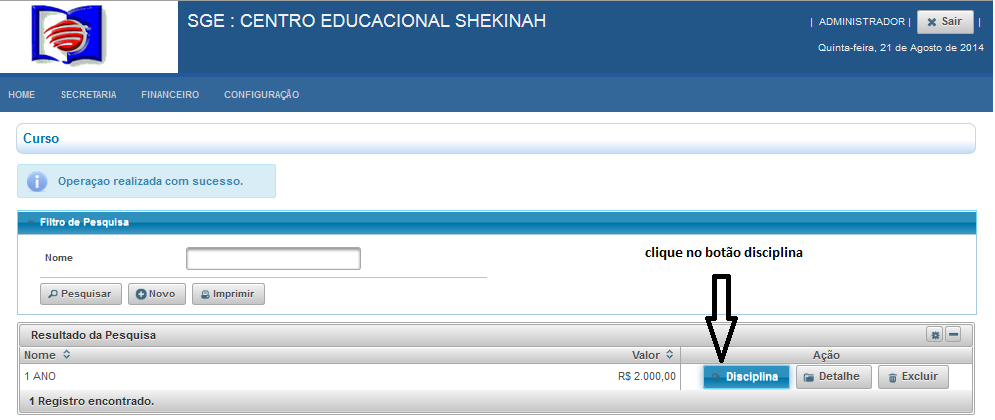 SGE : CENTRO EDUCACIONAL SHEKINAH
| ADMINISTRADOR | Sair |
Quinta-feira, 21 de Agosto de 2014
HOME SECRETARIA FINANCEIRO CONFIGURAÇÃO
Curso
Operaçao realizada com sucesso.
Filtro de Pesquisa
Nome
clique no botão disciplina
Pesquisar Novo Imprimir
Resultado da Pesquisa
Nome Valor Ação
1 ANO R$ 2.000,00 Disciplina Detalhe Excluir
1 Registro encontrado.